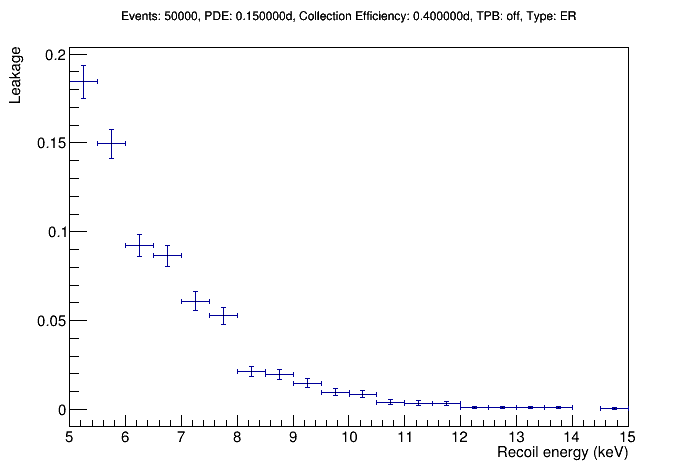 Events: 50000, PDE: 0.150000d, Collection Efficiency: 0.400000d, TPB: off, Type: ER
Leakage
0.2
0.15
0.1
0.05
0
5 6 7 8 9 10 11 12 13 14 15
Recoil energy (keV)